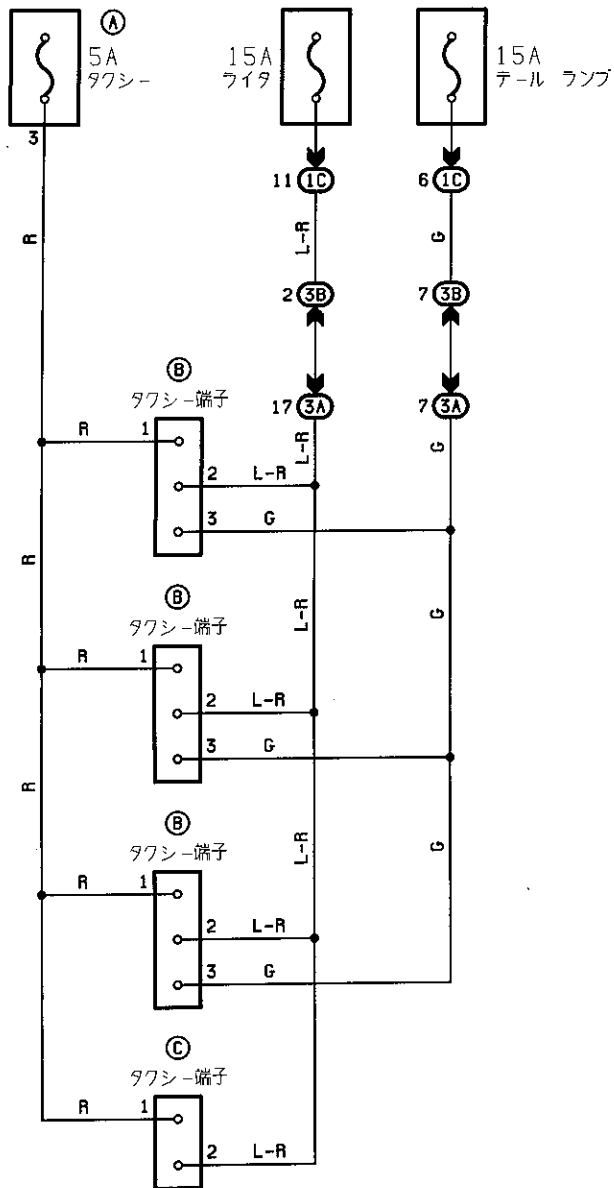 A
5A
タクシー
3
15A
ライタ
15A
テール ランプ
11 1C
6 1C
R
L-R
G
2 3B
7 3B
17 3A
7 3A
L-R
G
B
タクシー端子
R 1
2 L-R
3 G
R
L-R
G
B
タクシー端子
R 1
2 L-R
3 G
R
L-R
G
B
タクシー端子
R 1
2 L-R
3 G
C
タクシー端子
R 1
2 L-R